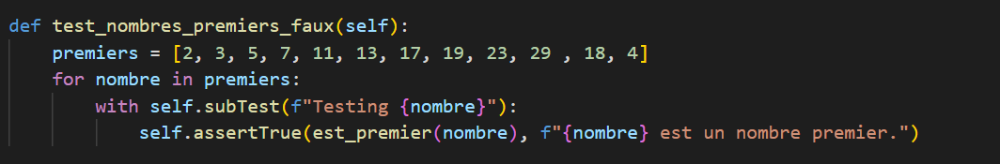 def test_nombres_premiers_faux(self):
    premiers = [2, 3, 5, 7, 11, 13, 17, 19, 23, 29 , 18, 4]
    for nombre in premiers:
        with self.subTest(f"Testing {nombre}"):
            self.assertTrue(est_premier(nombre), f"{nombre} est un nombre premier.")